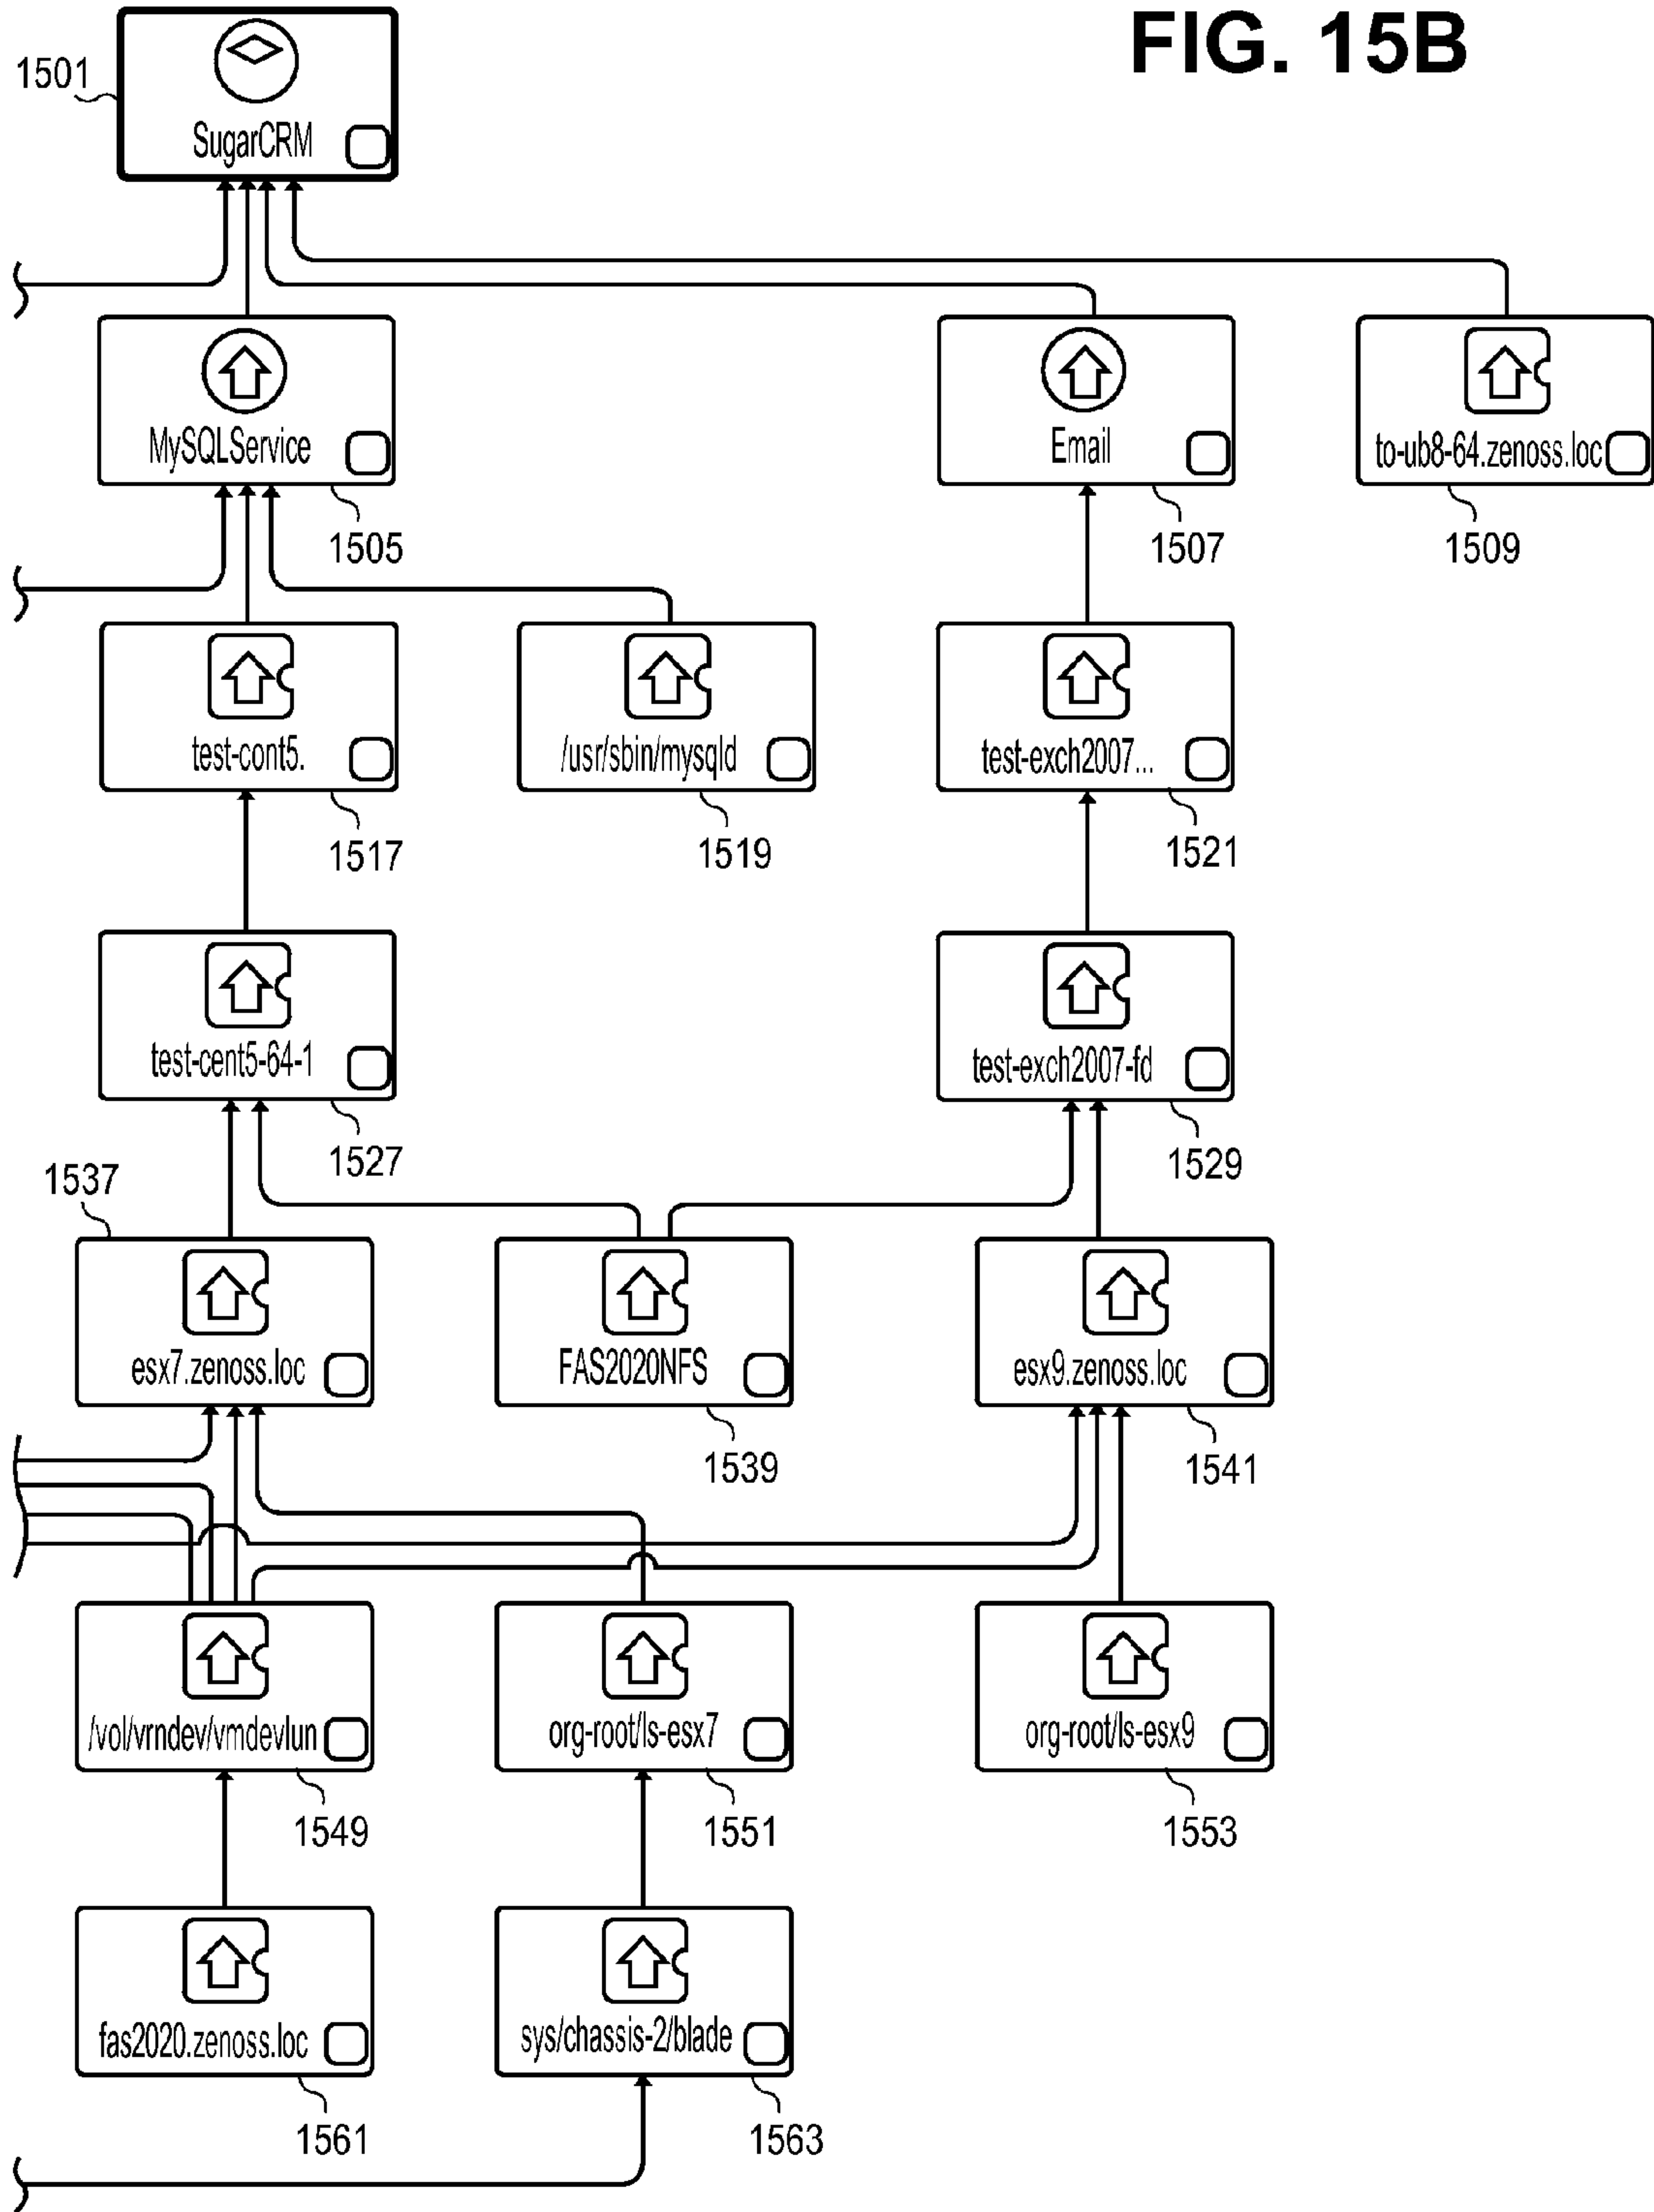 FIG. 15B
1501
SugarCRM
MySQLService
Email
to-ub8-64.zenoss.loc
1505
1507
1509
test-cont5.
/usr/sbin/mysqld
test-exch2007...
1517
1519
1521
test-cent5-64-1
test-exch2007-fd
1527
1529
1537
esx7.zenoss.loc
FAS2020NFS
esx9.zenoss.loc
1539
1541
/vol/vrndev/vmdevlun
org-root/ls-esx7
org-root/ls-esx9
1549
1551
1553
fas2020.zenoss.loc
sys/chassis-2/blade
1561
1563